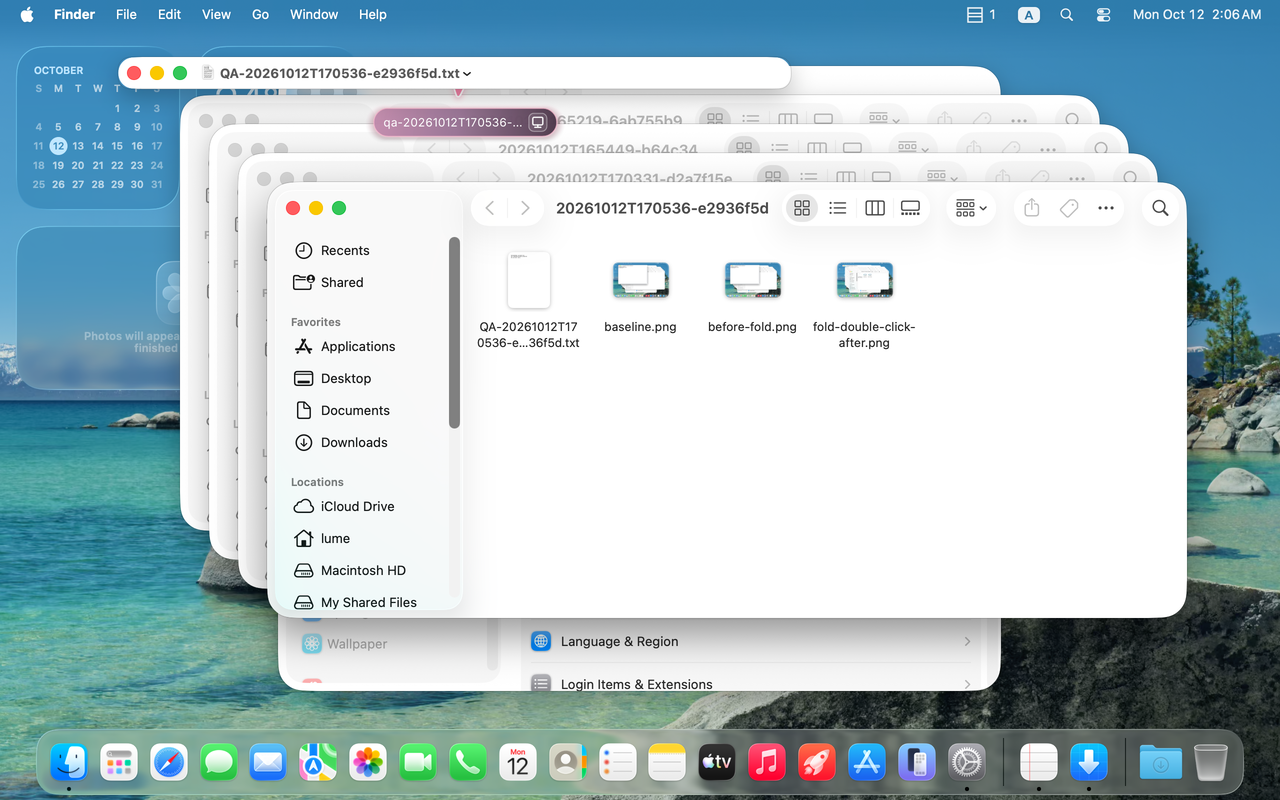 Finder File Edit View Go Window Help 1 A Mon Oct 12 2:06 AM
QA-20261012T170536-e2936f5d.txt
OCTOBER
S M T W T F S
1 2 3
4 5 6 7 8 9 10
11 12 13 14 15 16 17
18 19 20 21 22 23 24
25 26 27 28 29 30 31
qa-20261012T170536-...
65219-6ab755b9
20261012T165449-b64c34
20261012T170331-d2a7f15e
20261012T170536-e2936f5d
Photos will appea
finished
Recents
Shared
Favorites
Applications
Desktop
Documents
Downloads
Locations
iCloud Drive
lume
Macintosh HD
My Shared Files
QA-20261012T17
0536-e...36f5d.txt
baseline.png
before-fold.png
fold-double-click-
after.png
Wallpaper
Language & Region
Login Items & Extensions
Mon
12
tv